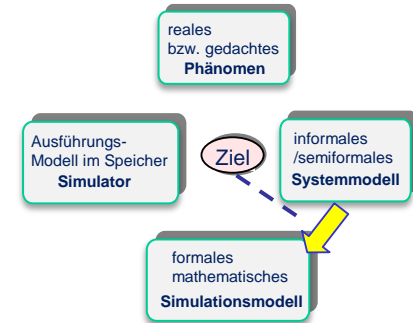 reales
bzw. gedachtes
Phänomen
Ausführungs-
Modell im Speicher
Simulator
Ziel
informales
/semiformales
Systemmodell
formales
mathematisches
Simulationsmodell